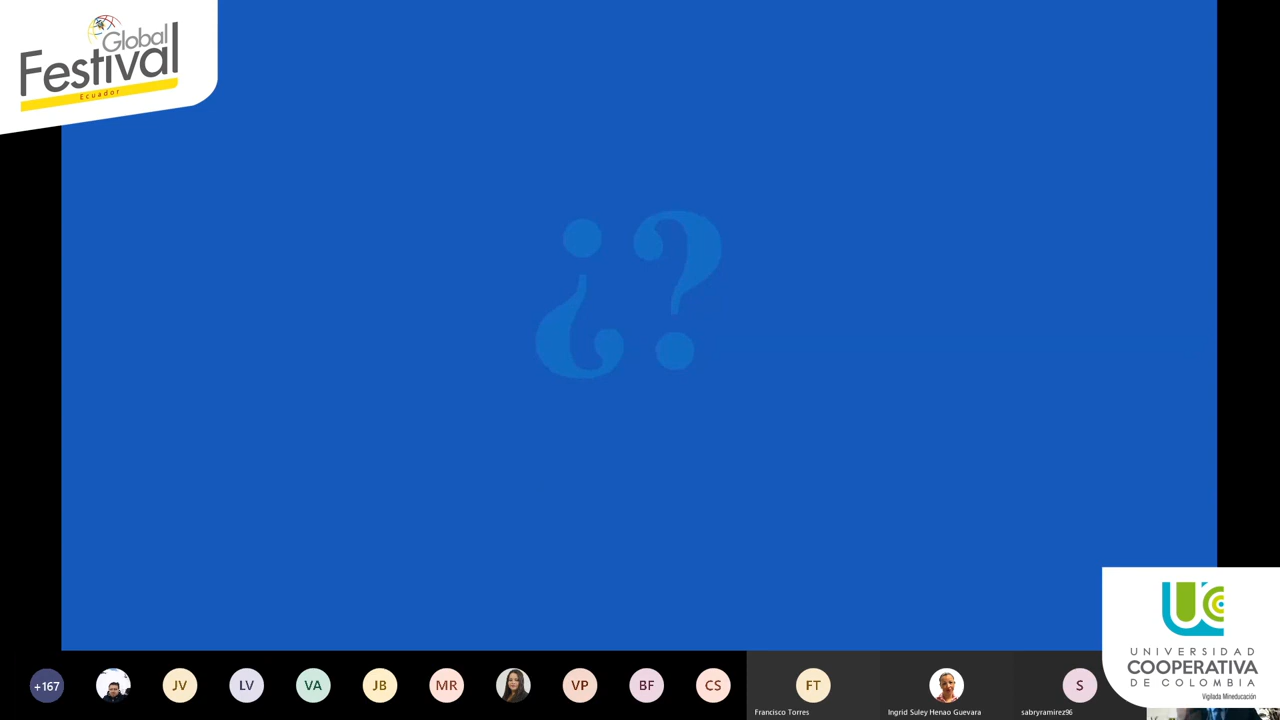 Global
Festival
Ecuador
¿?
+167
JV
LV
VA
JB
MR
VP
BF
CS
FT
S
Francisco Torres
Ingrid Suley Henao Guevara
sabryramirez96
UNIVERSIDAD
COOPERATIVA
DE COLOMBIA
Vigilada Mineducación